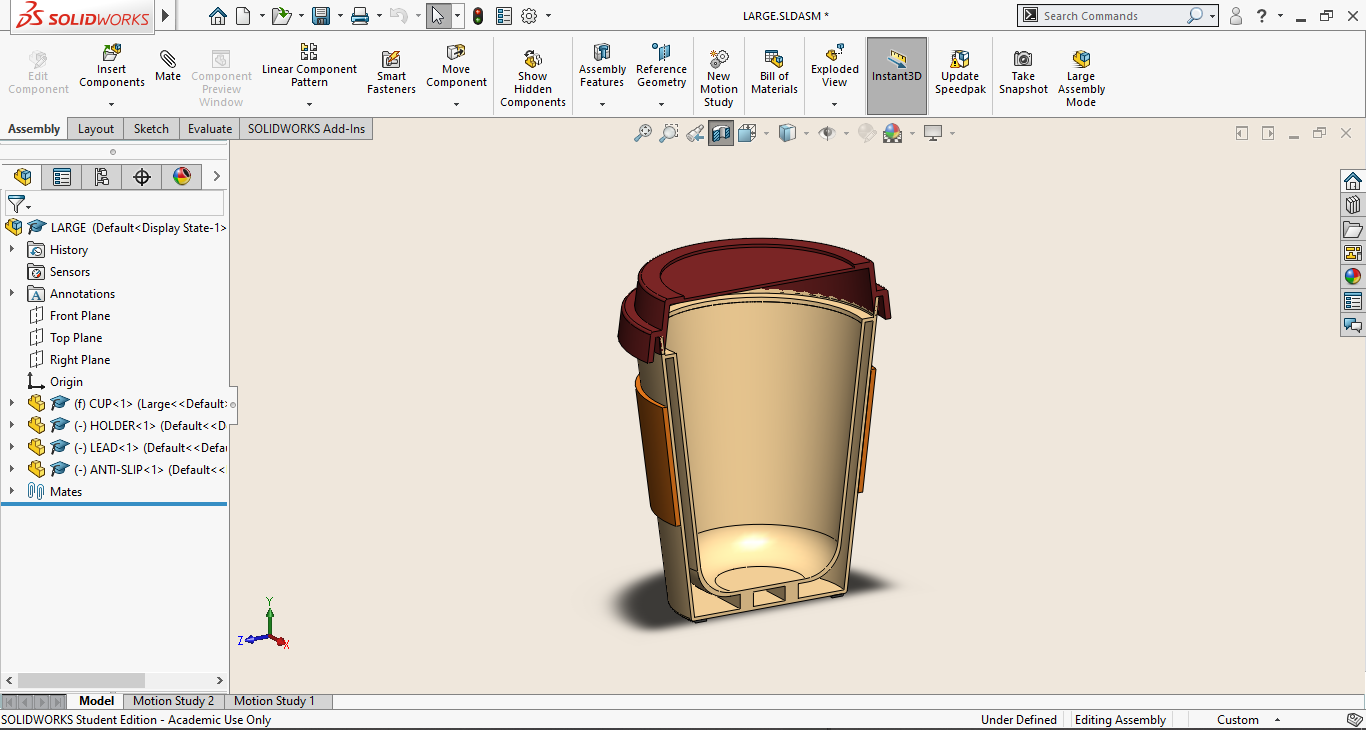 SOLIDWORKS
LARGE.SLDASM *
Search Commands
?
Edit
Component
Insert
Components
Mate
Component
Preview
Window
Linear Component
Pattern
Smart
Fasteners
Move
Component
Show
Hidden
Components
Assembly
Features
Reference
Geometry
New
Motion
Study
Bill of
Materials
Exploded
View
Instant3D
Update
Speedpak
Take
Snapshot
Large
Assembly
Mode
Assembly
Layout
Sketch
Evaluate
SOLIDWORKS Add-Ins
LARGE (Default<Display State-1>
History
Sensors
A Annotations
Front Plane
Top Plane
Right Plane
Origin
(f) CUP<1> (Large<<Default>
(-) HOLDER<1> (Default<<D
(-) LEAD<1> (Default<<Defau
(-) ANTI-SLIP<1> (Default<<
Mates
Y
Z
X
Model
Motion Study 2
Motion Study 1
SOLIDWORKS Student Edition - Academic Use Only
Under Defined
Editing Assembly
Custom